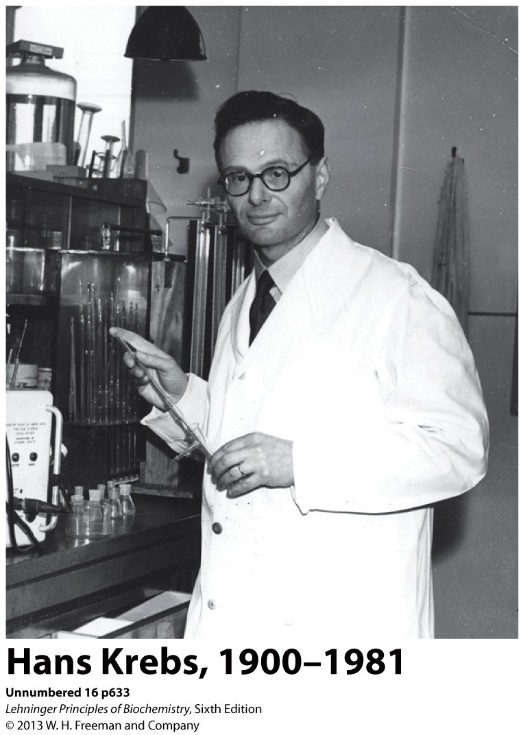 Hans Krebs, 1900–1981
Unnumbered 16 p633
Lehninger Principles of Biochemistry, Sixth Edition
© 2013 W. H. Freeman and Company